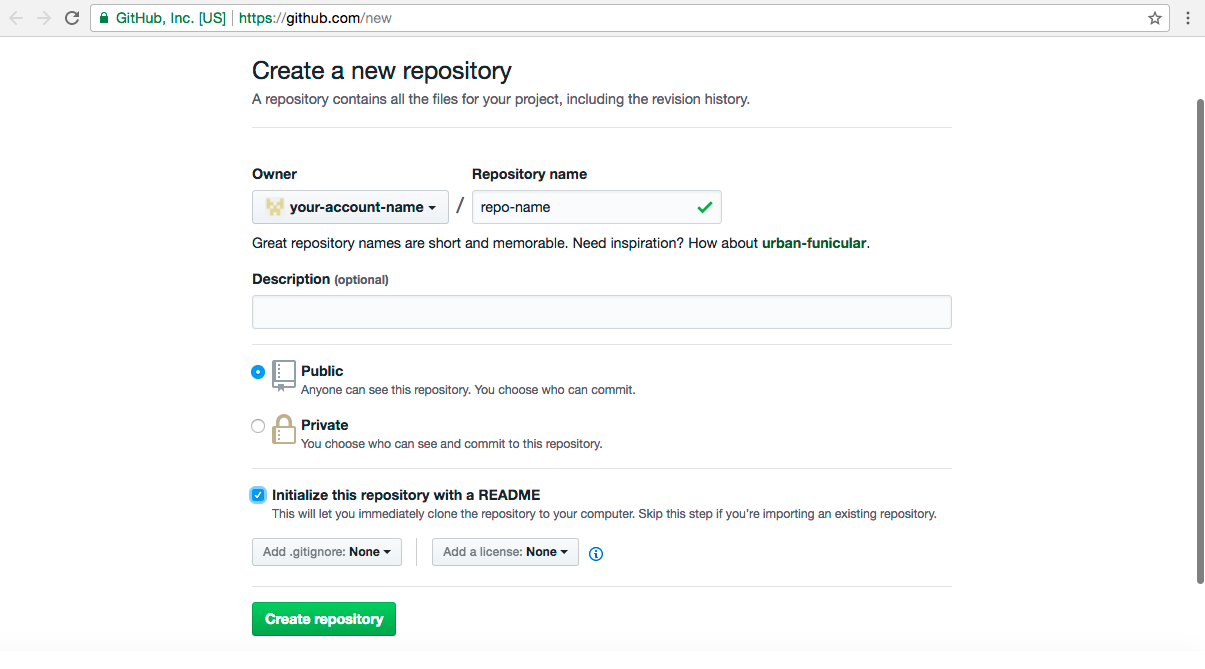 GitHub, Inc. [US] https://github.com/new
Create a new repository
A repository contains all the files for your project, including the revision history.
Owner Repository name
your-account-name / repo-name
Great repository names are short and memorable. Need inspiration? How about urban-funicular.
Description (optional)
Public
Anyone can see this repository. You choose who can commit.
Private
You choose who can see and commit to this repository.
Initialize this repository with a README
This will let you immediately clone the repository to your computer. Skip this step if you're importing an existing repository.
Add .gitignore: None Add a license: None
Create repository